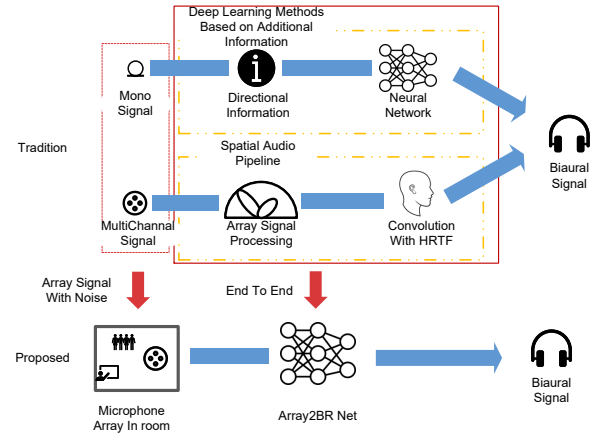 Deep Learning Methods
Based on Additional
Information
Mono
Signal
Directional
Information
Neural
Network
Tradition
Spatial Audio
Pipeline
Biaural
Signal
MultiChannal
Signal
Array Signal
Processing
Convolution
With HRTF
Array Signal
With Noise
End To End
Proposed
Microphone
Array In room
Array2BR Net
Biaural
Signal